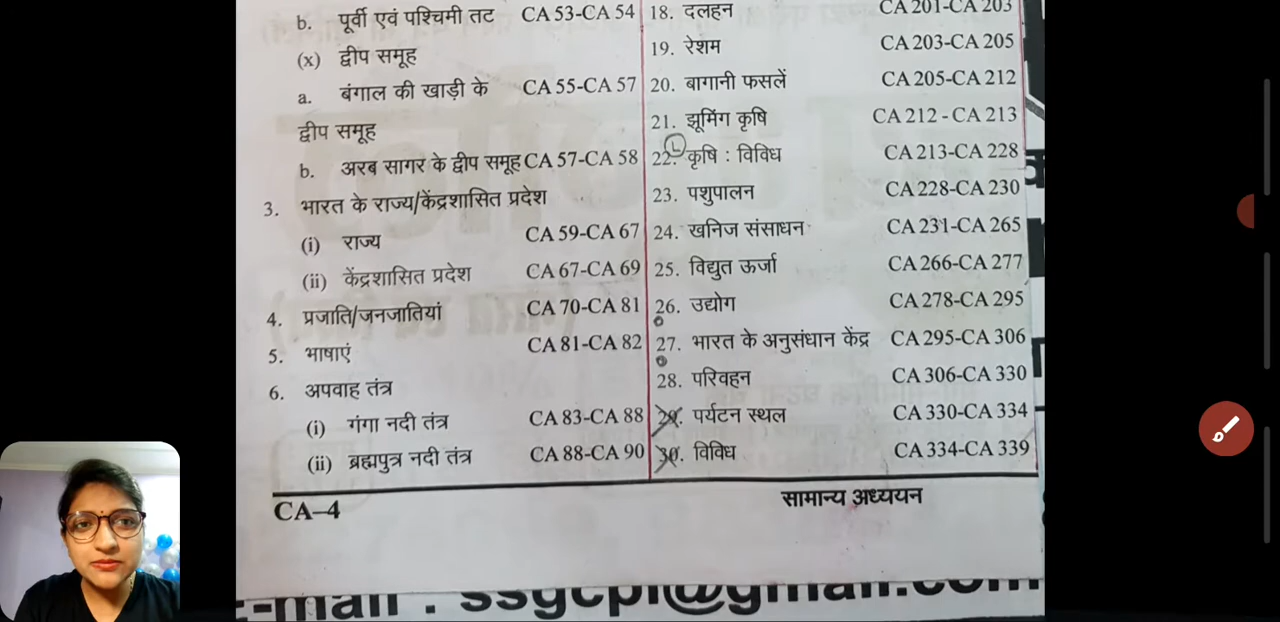 b. पूर्वी एवं पश्चिमी तट CA 53-CA 54
(x) द्वीप समूह
a. बंगाल की खाड़ी के CA 55-CA 57
द्वीप समूह
b. अरब सागर के द्वीप समूह CA 57-CA 58
3. भारत के राज्य/केंद्रशासित प्रदेश
(i) राज्य CA 59-CA 67
(ii) केंद्रशासित प्रदेश CA 67-CA 69
4. प्रजाति/जनजातियां CA 70-CA 81
5. भाषाएं CA 81-CA 82
6. अपवाह तंत्र
(i) गंगा नदी तंत्र CA 83-CA 88
(ii) ब्रह्मपुत्र नदी तंत्र CA 88-CA 90
18. दलहन CA 201-CA 203
19. रेशम CA 203-CA 205
20. बागानी फसलें CA 205-CA 212
21. झूमिंग कृषि CA 212 - CA 213
22. कृषि : विविध CA 213-CA 228
23. पशुपालन CA 228-CA 230
24. खनिज संसाधन CA 231-CA 265
25. विद्युत ऊर्जा CA 266-CA 277
26. उद्योग CA 278-CA 295
27. भारत के अनुसंधान केंद्र CA 295-CA 306
28. परिवहन CA 306-CA 330
29. पर्यटन स्थल CA 330-CA 334
30. विविध CA 334-CA 339
CA–4 सामान्य अध्ययन
-mail : ssgcpl@gmail.com